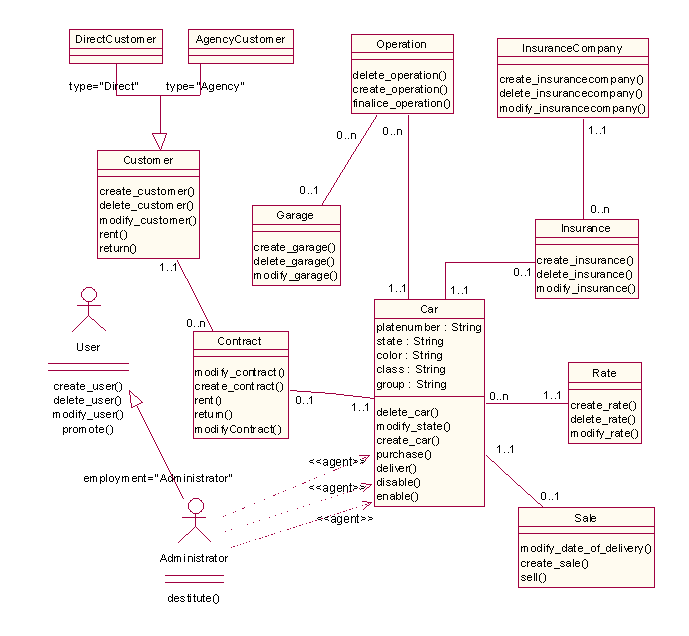 DirectCustomer
AgencyCustomer
type="Direct"
type="Agency"
Operation
delete_operation()
create_operation()
finalice_operation()
InsuranceCompany
create_insurancecompany()
delete_insurancecompany()
modify_insurancecompany()
0..n
0..n
1..1
Customer
create_customer()
delete_customer()
modify_customer()
rent()
return()
0..1
Garage
create_garage()
delete_garage()
modify_garage()
0..n
Insurance
create_insurance()
delete_insurance()
modify_insurance()
1..1
0..1
1..1
1..1
User
create_user()
delete_user()
modify_user()
promote()
0..n
Contract
modify_contract()
create_contract()
rent()
return()
modifyContract()
0..1
1..1
Car
platenumber : String
state : String
color : String
class : String
group : String
delete_car()
modify_state()
create_car()
purchase()
deliver()
disable()
enable()
0..n
1..1
Rate
create_rate()
delete_rate()
modify_rate()
1..1
0..1
employment="Administrator"
<<agent>>
<<agent>>
<<agent>>
Administrator
destitute()
Sale
modify_date_of_delivery()
create_sale()
sell()